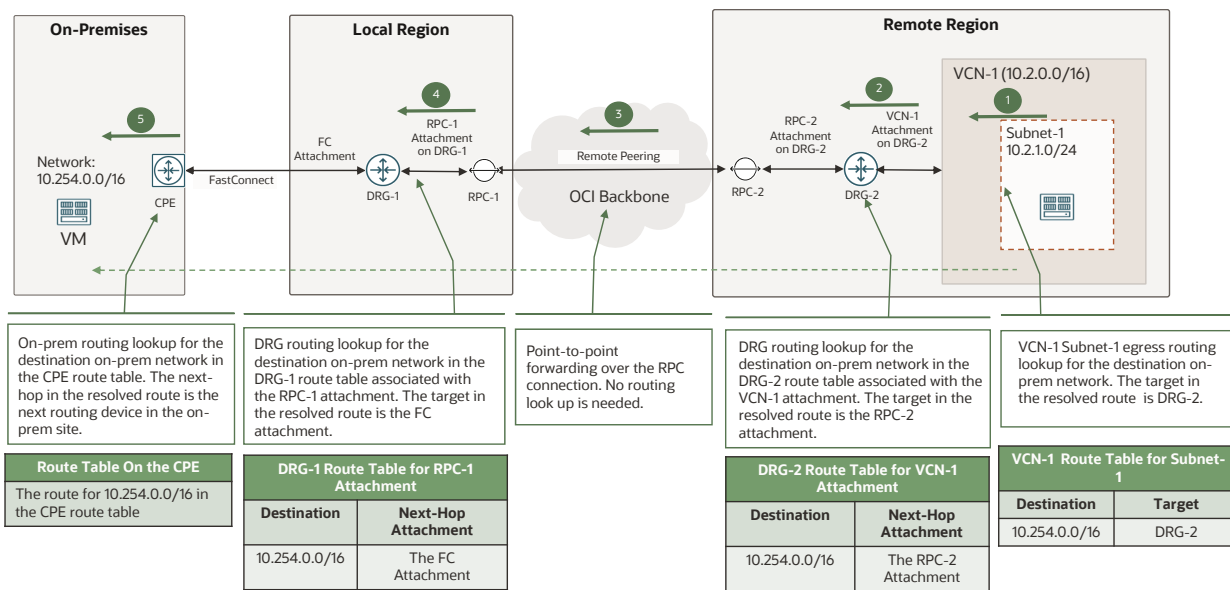 On-Premises
Local Region
Remote Region
VCN-1 (10.2.0.0/16)
5
4
3
2
1
Network:
10.254.0.0/16
VM
CPE
FastConnect
FC
Attachment
DRG-1
RPC-1
Attachment
on DRG-1
RPC-1
Remote Peering
OCI Backbone
RPC-2
RPC-2
Attachment
on DRG-2
DRG-2
VCN-1
Attachment
on DRG-2
Subnet-1
10.2.1.0/24
On-prem routing lookup for the
destination on-prem network in
the CPE route table. The next-
hop in the resolved route is the
next routing device in the on-
prem site.
DRG routing lookup for the
destination on-prem network in the
DRG-1 route table associated with
the RPC-1 attachment. The target in
the resolved route is the FC
attachment.
Point-to-point
forwarding over the RPC
connection. No routing
look up is needed.
DRG routing lookup for the
destination on-prem network in the
DRG-2 route table associated with the
VCN-1 attachment. The target in the
resolved route is the RPC-2
attachment.
VCN-1 Subnet-1 egress routing
lookup for the destination on-
prem network. The target in
the resolved route is DRG-2.
Route Table On the CPE
The route for 10.254.0.0/16 in
the CPE route table
DRG-1 Route Table for RPC-1
Attachment
Destination
Next-Hop
Attachment
10.254.0.0/16
The FC
Attachment
DRG-2 Route Table for VCN-1
Attachment
Destination
Next-Hop
Attachment
10.254.0.0/16
The RPC-2
Attachment
VCN-1 Route Table for Subnet-
1
Destination
Target
10.254.0.0/16
DRG-2